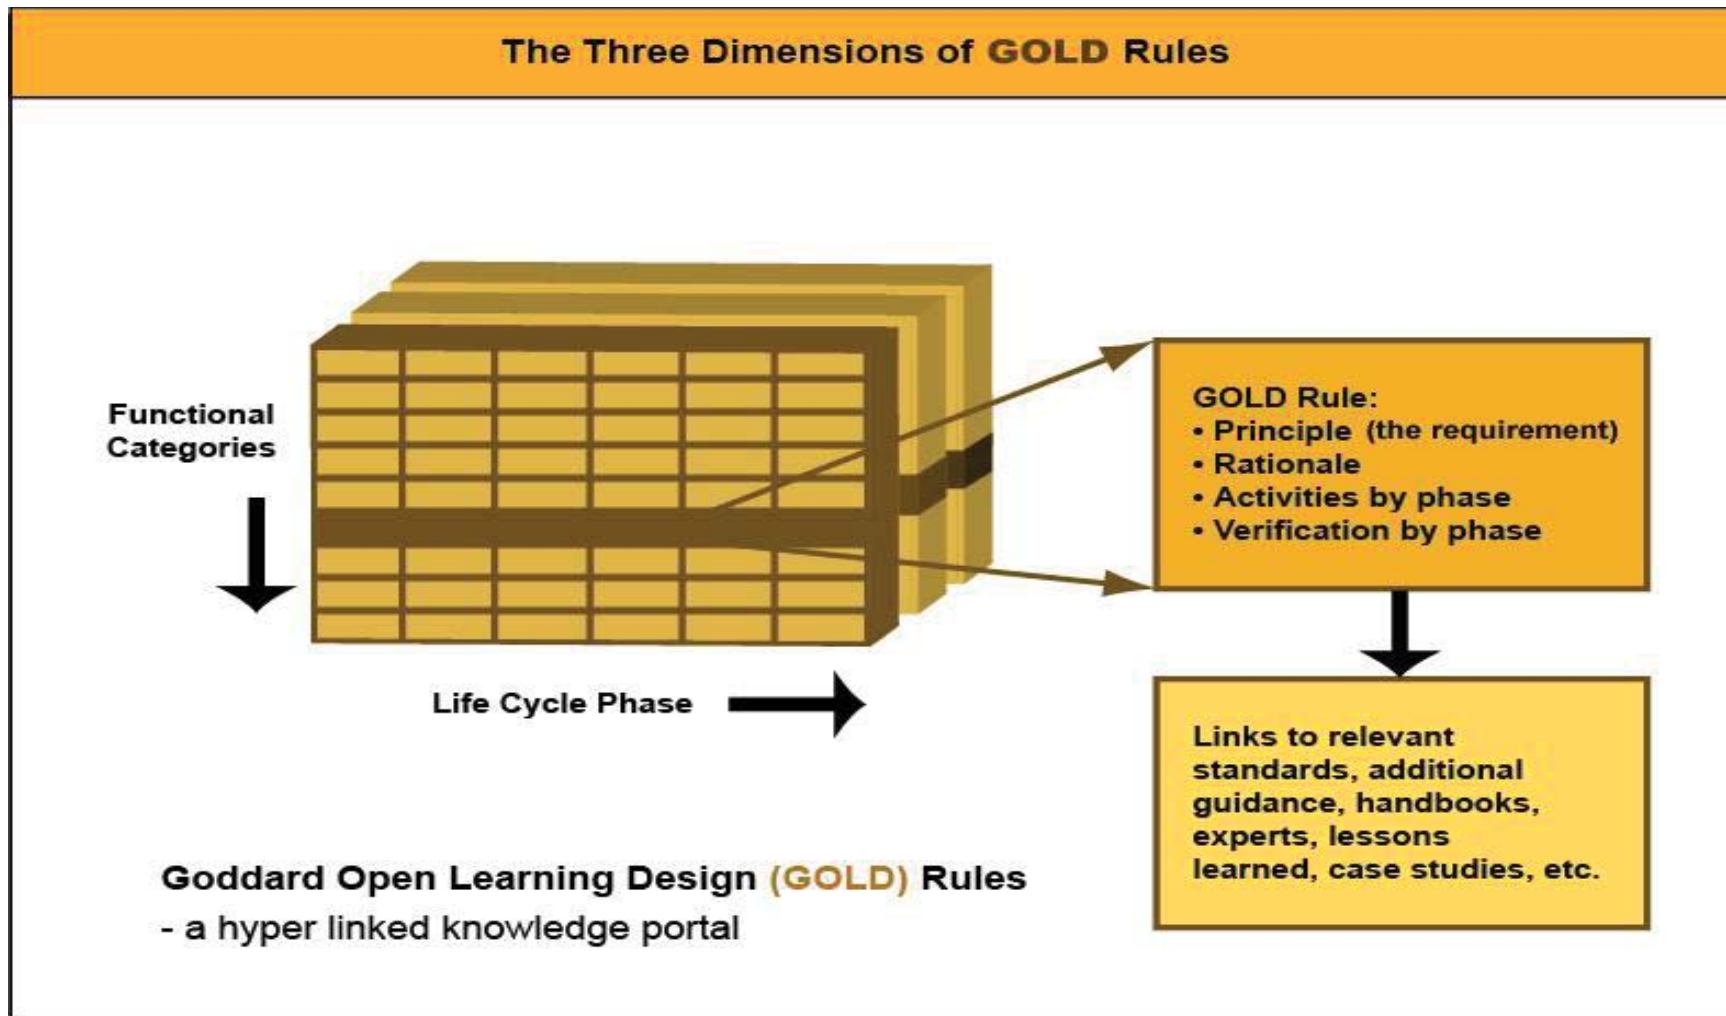 The Three Dimensions of GOLD Rules
Functional
Categories
Life Cycle Phase
GOLD Rule:
• Principle (the requirement)
• Rationale
• Activities by phase
• Verification by phase
Links to relevant
standards, additional
guidance, handbooks,
experts, lessons
learned, case studies, etc.
Goddard Open Learning Design (GOLD) Rules
- a hyper linked knowledge portal